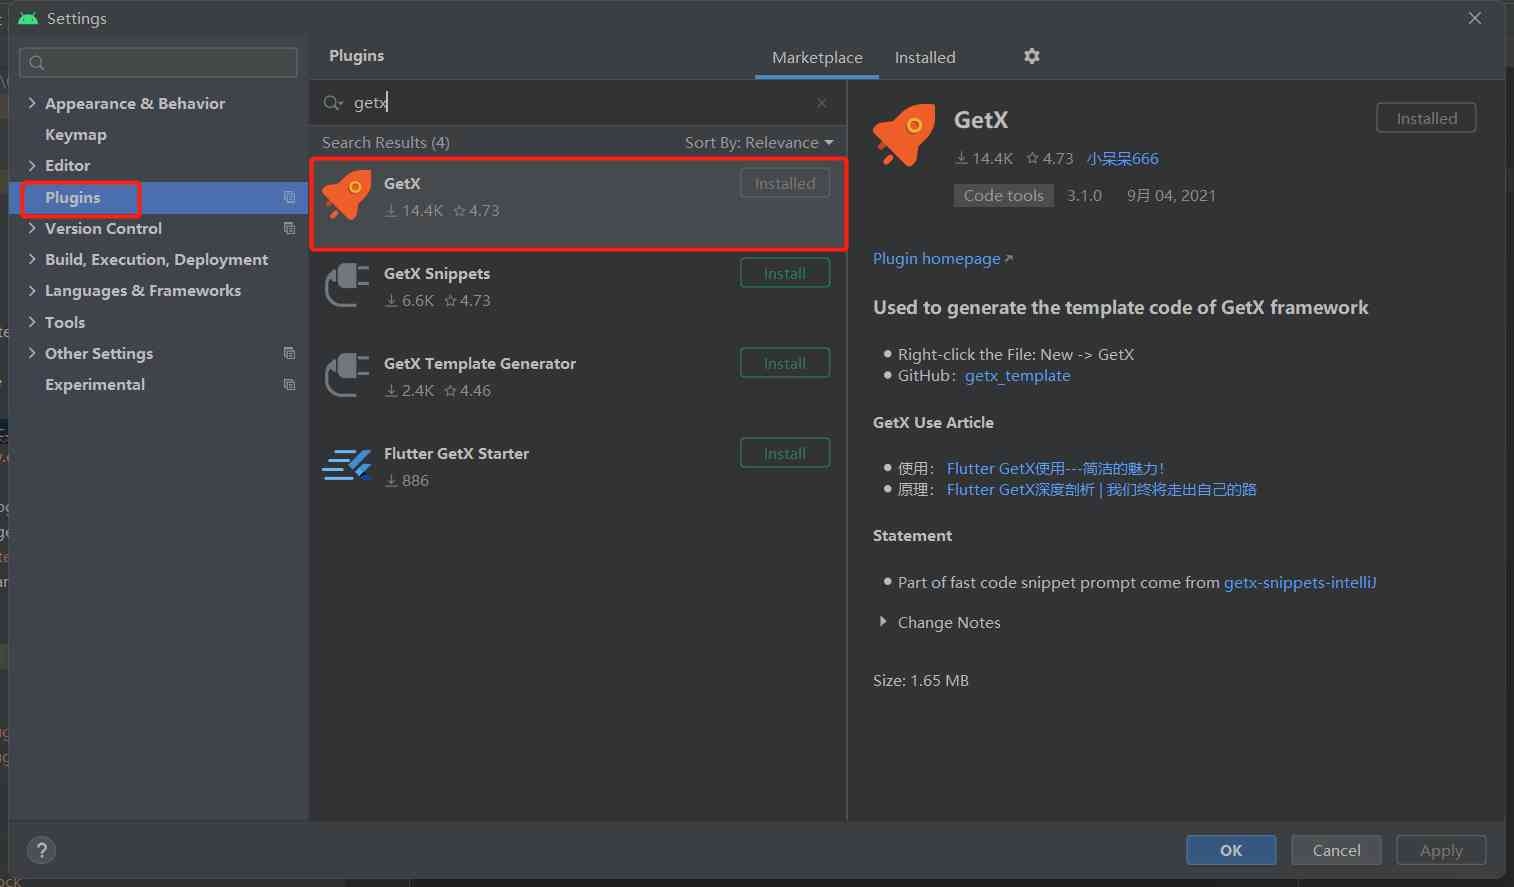 Settings
Appearance & Behavior
Keymap
Editor
Plugins
Version Control
Build, Execution, Deployment
Languages & Frameworks
Tools
Other Settings
Experimental
Plugins
Marketplace
Installed
getx
Search Results (4)
Sort By: Relevance
GetX
14.4K 4.73
Installed
GetX Snippets
6.6K 4.73
Install
GetX Template Generator
2.4K 4.46
Install
Flutter GetX Starter
886
Install
GetX
Installed
14.4K 4.73 小呆呆666
Code tools 3.1.0 9月 04, 2021
Plugin homepage
Used to generate the template code of GetX framework
Right-click the File: New -> GetX
GitHub：getx_template
GetX Use Article
使用： Flutter GetX使用---简洁的魅力！
原理： Flutter GetX深度剖析 | 我们终将走出自己的路
Statement
Part of fast code snippet prompt come from getx-snippets-intelliJ
Change Notes
Size: 1.65 MB
?
OK
Cancel
Apply